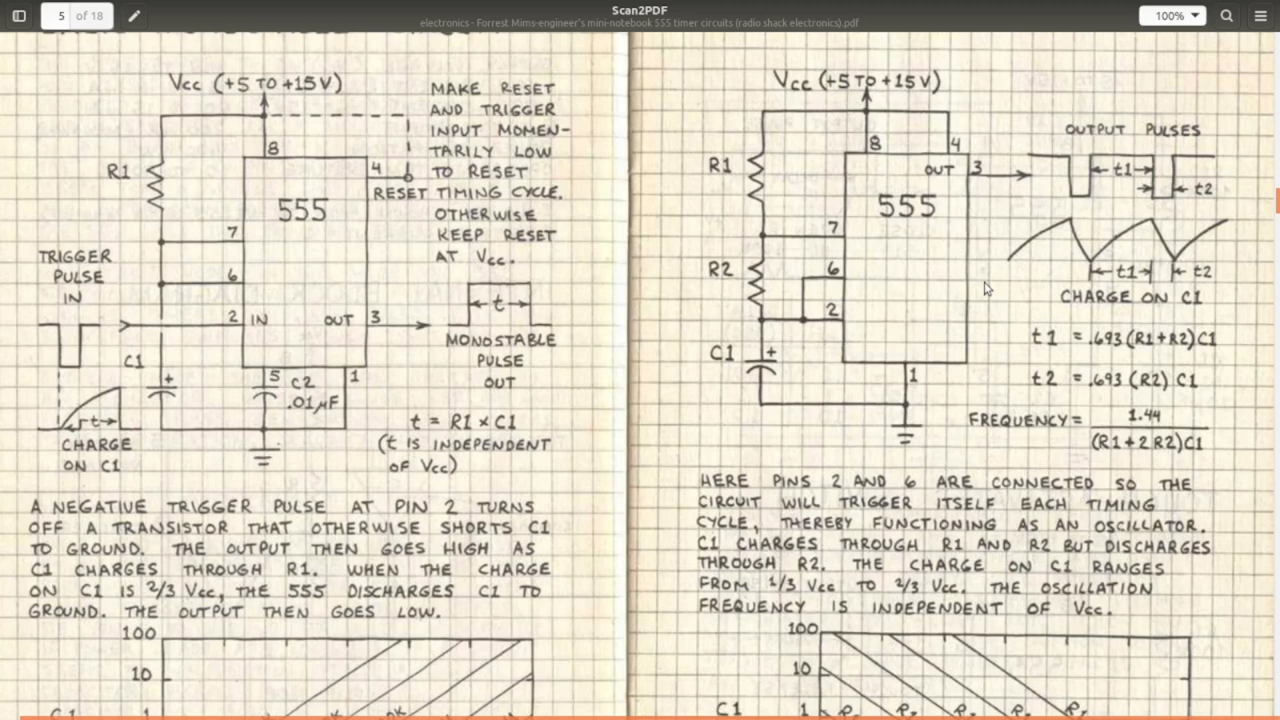 Scan2PDF
electronics - Forrest Mims-engineer's mini-notebook 555 timer circuits (radio shack electronics).pdf
5 of 18
100%
Vcc (+5 TO +15V)
R1
8
4
555
7
6
2 IN
OUT 3
5
1
C2
.01µF
C1
+
TRIGGER
PULSE
IN
t
CHARGE
ON C1
MAKE RESET
AND TRIGGER
INPUT MOMEN-
TARILY LOW
TO RESET
RESET TIMING CYCLE.
OTHERWISE
KEEP RESET
AT Vcc.
t
MONOSTABLE
PULSE
OUT
t = R1 x C1
(t IS INDEPENDENT
OF Vcc)
A NEGATIVE TRIGGER PULSE AT PIN 2 TURNS
OFF A TRANSISTOR THAT OTHERWISE SHORTS C1
TO GROUND. THE OUTPUT THEN GOES HIGH AS
C1 CHARGES THROUGH R1. WHEN THE CHARGE
ON C1 IS 2/3 Vcc, THE 555 DISCHARGES C1 TO
GROUND. THE OUTPUT THEN GOES LOW.
100
10
1
C1
Vcc (+5 TO +15V)
R1
8
4
OUT 3
555
7
R2
6
2
C1
+
1
OUTPUT PULSES
t1
t2
t1
t2
CHARGE ON C1
t1 = .693 (R1+R2) C1
t2 = .693 (R2) C1
FREQUENCY = 1.44
(R1+2 R2) C1
HERE PINS 2 AND 6 ARE CONNECTED SO THE
CIRCUIT WILL TRIGGER ITSELF EACH TIMING
CYCLE, THEREBY FUNCTIONING AS AN OSCILLATOR.
C1 CHARGES THROUGH R1 AND R2 BUT DISCHARGES
THROUGH R2. THE CHARGE ON C1 RANGES
FROM 1/3 Vcc TO 2/3 Vcc. THE OSCILLATION
FREQUENCY IS INDEPENDENT OF Vcc.
100
10
C1
1